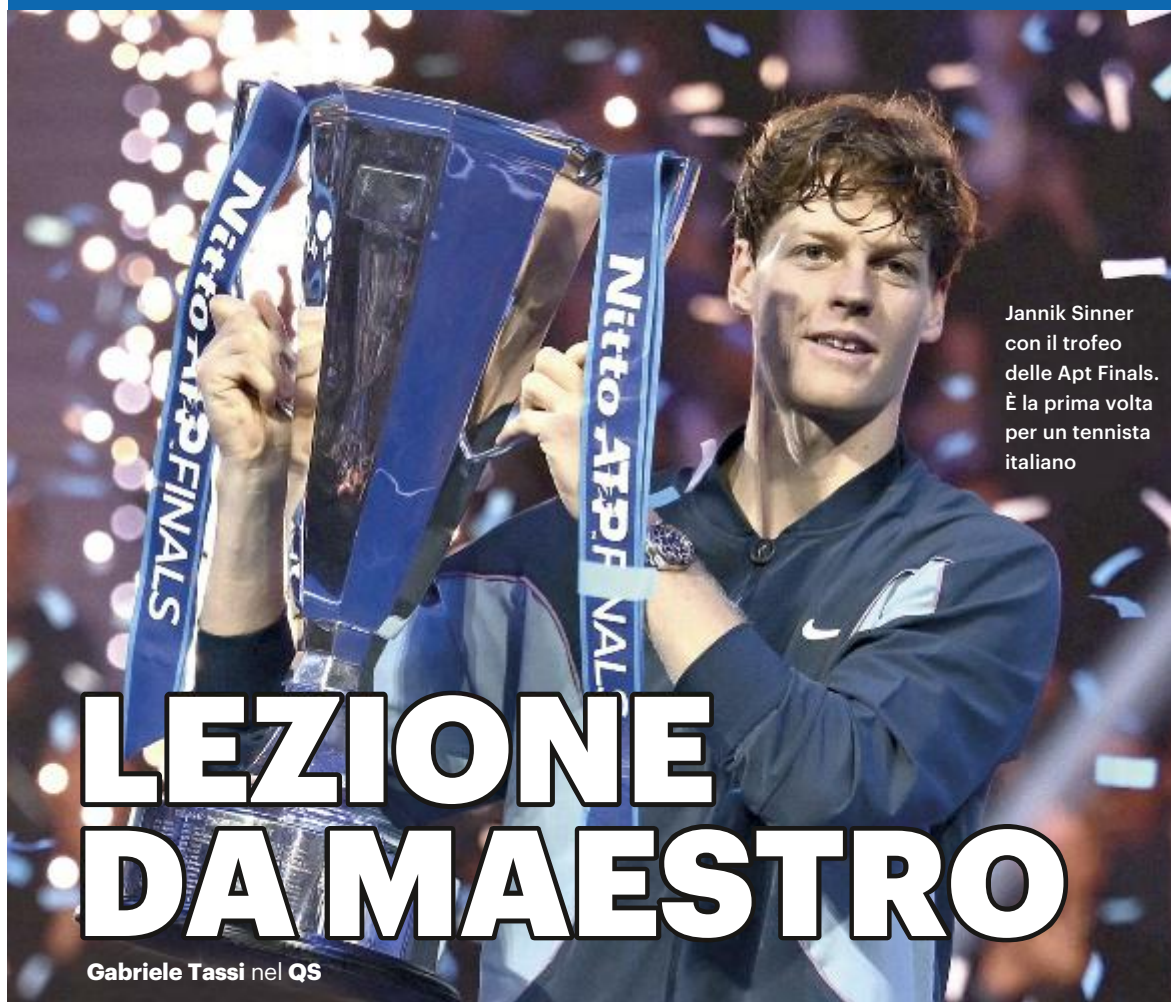 Nitto ATP FINALS
Nitto ATP FINALS
Jannik Sinner
con il trofeo
delle Apt Finals.
È la prima volta
per un tennista
italiano
LEZIONE
DA MAESTRO
Gabriele Tassi nel QS